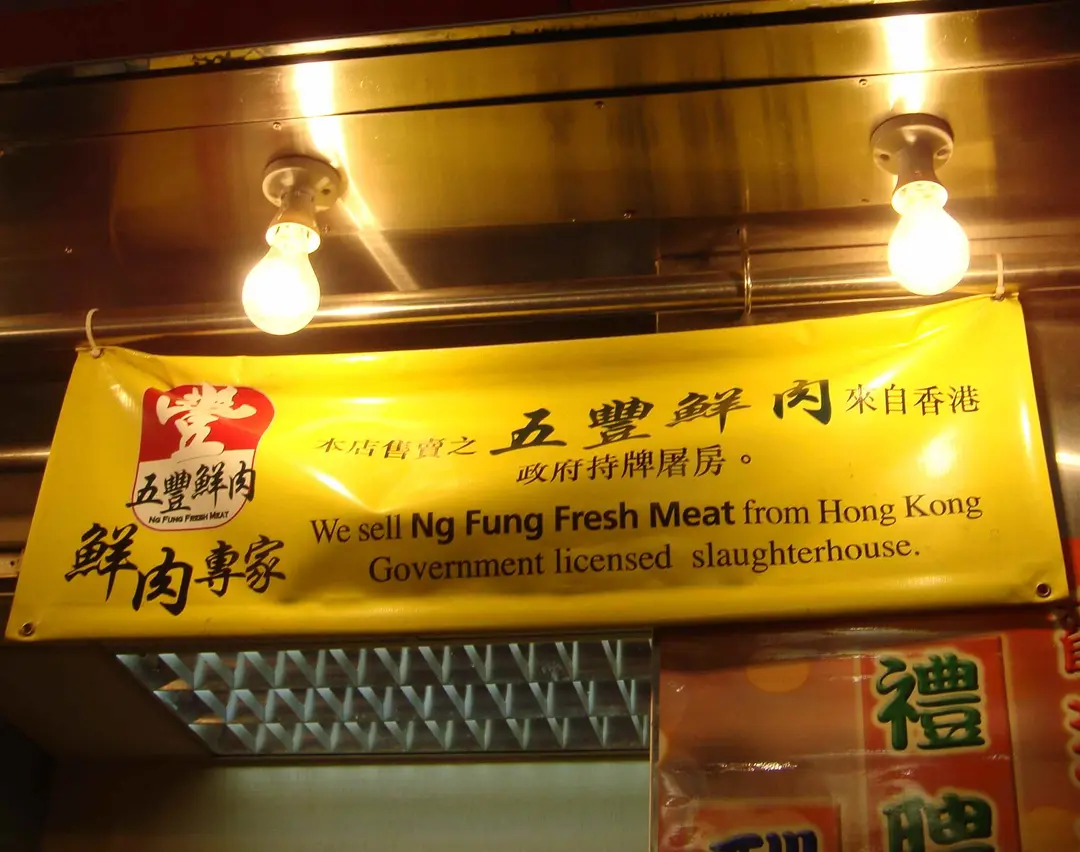 豐
五豐鮮肉
NG FUNG FRESH MEAT
鮮肉專家
本店售賣之 五豐鮮肉 來自香港
政府持牌屠房。
We sell Ng Fung Fresh Meat from Hong Kong
Government licensed slaughterhouse.
禮